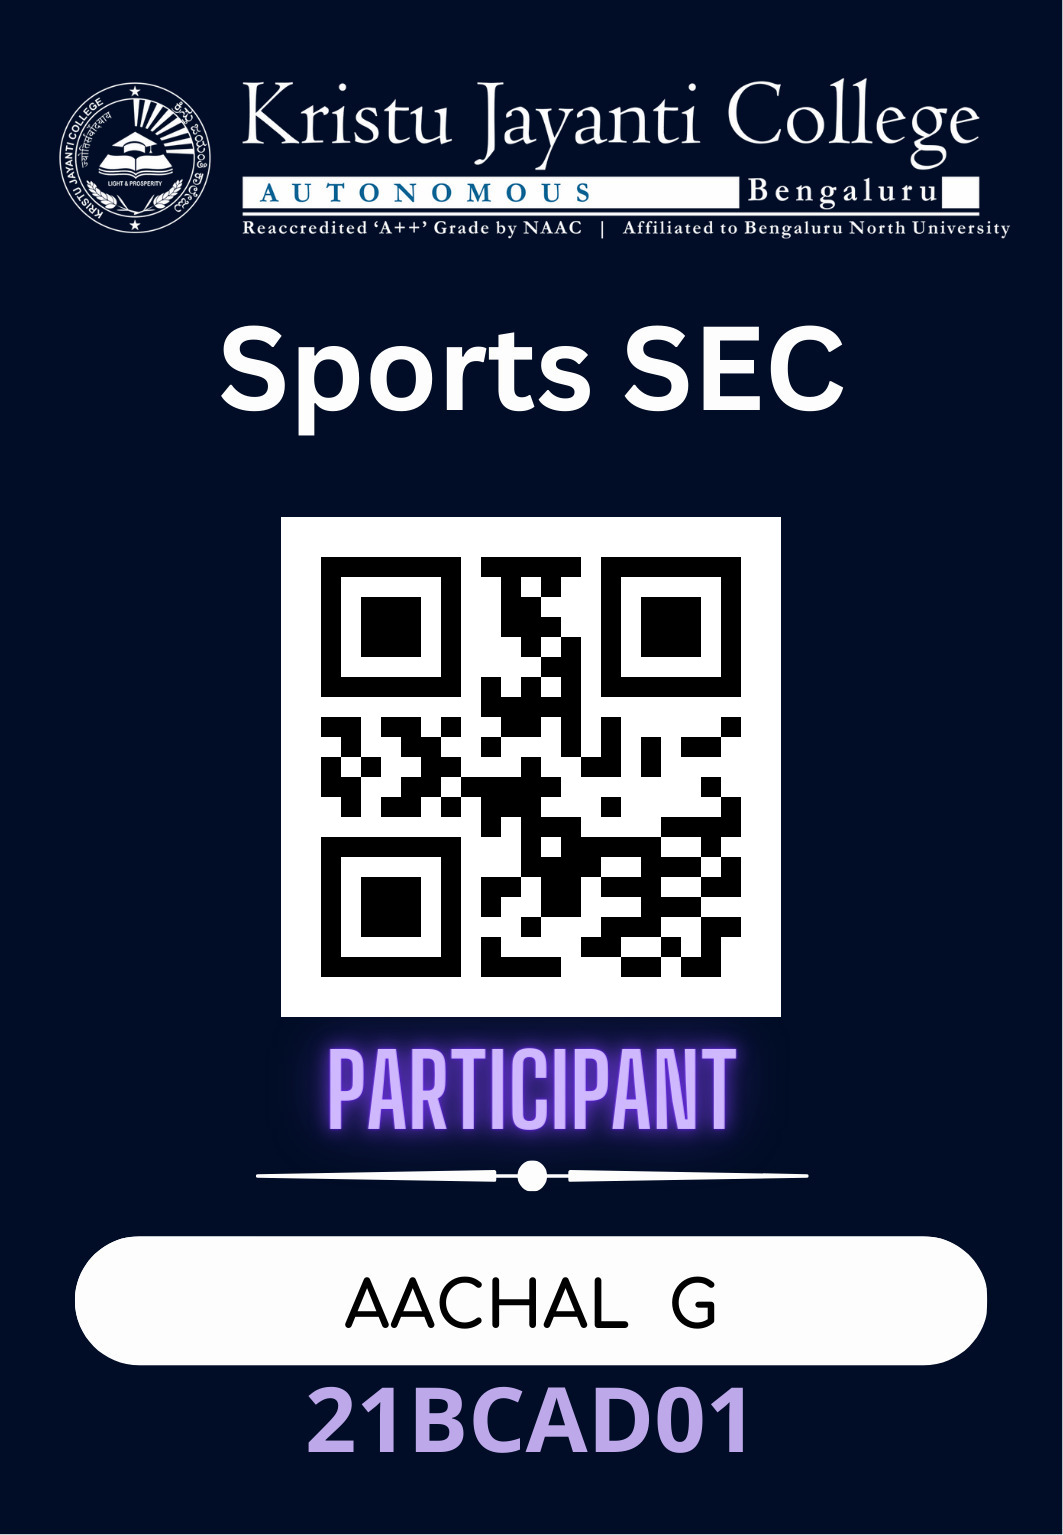 KRISTU JAYANTI COLLEGE
ಕ್ರಿಸ್ತು ಜಯಂತಿ ಕಾಲೇಜು
LIGHT & PROSPERITY
Kristu Jayanti College
AUTONOMOUS Bengaluru
Reaccredited ‘A++’ Grade by NAAC | Affiliated to Bengaluru North University
Sports SEC
PARTICIPANT
AACHAL G
21BCAD01